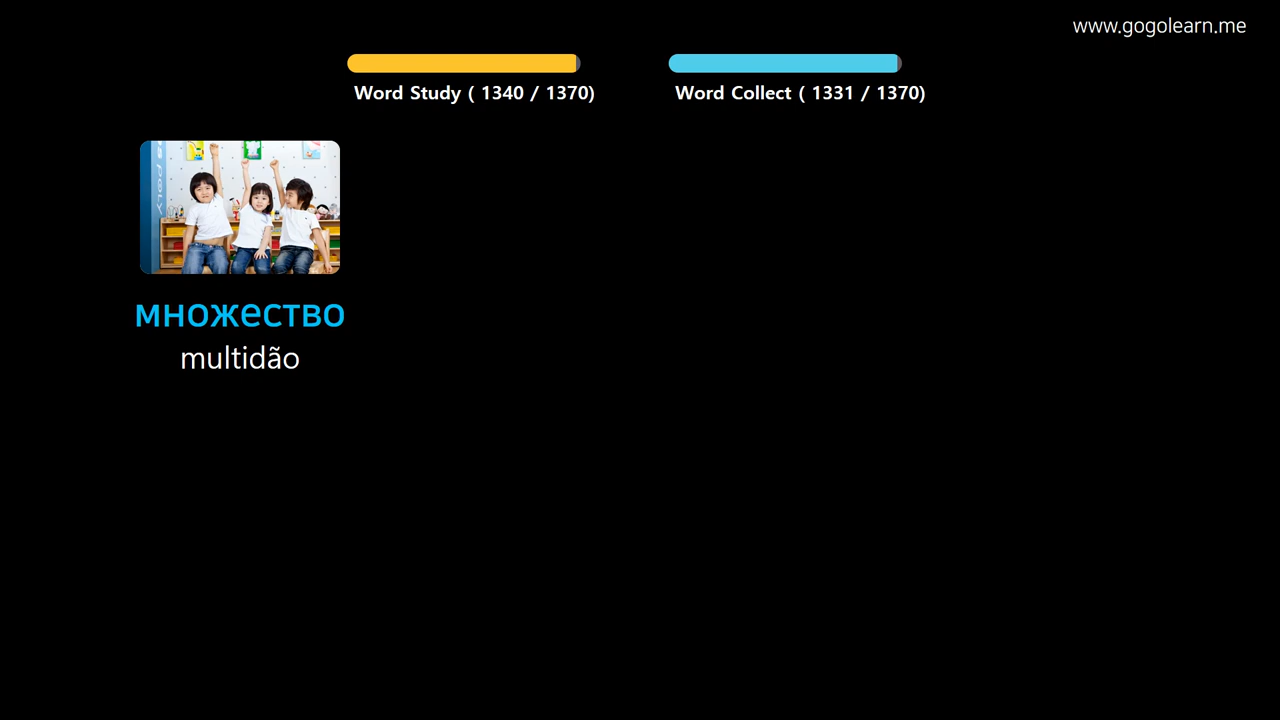 www.gogolearn.me
Word Study ( 1340 / 1370)
Word Collect ( 1331 / 1370)
множество
multidão